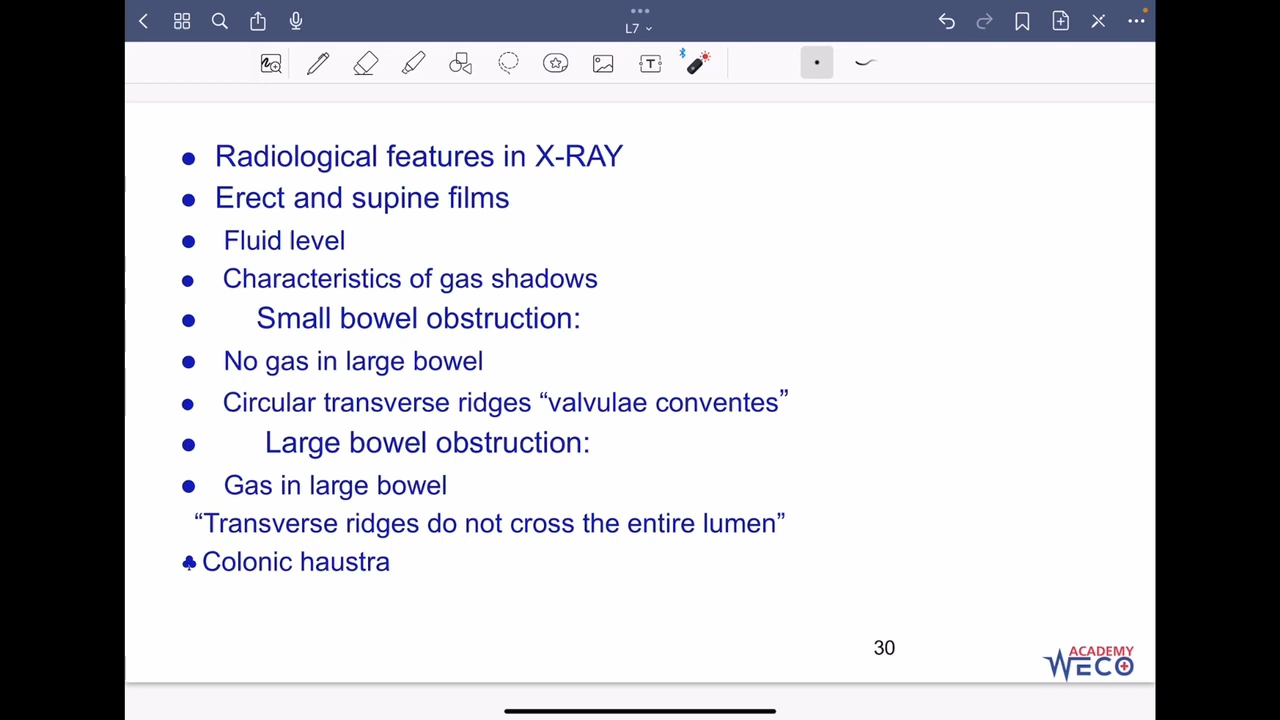 L7
T
● Radiological features in X-RAY
● Erect and supine films
● Fluid level
● Characteristics of gas shadows
● Small bowel obstruction:
● No gas in large bowel
● Circular transverse ridges “valvulae conventes”
● Large bowel obstruction:
● Gas in large bowel
“Transverse ridges do not cross the entire lumen”
♣ Colonic haustra
30
ACADEMY
WECO